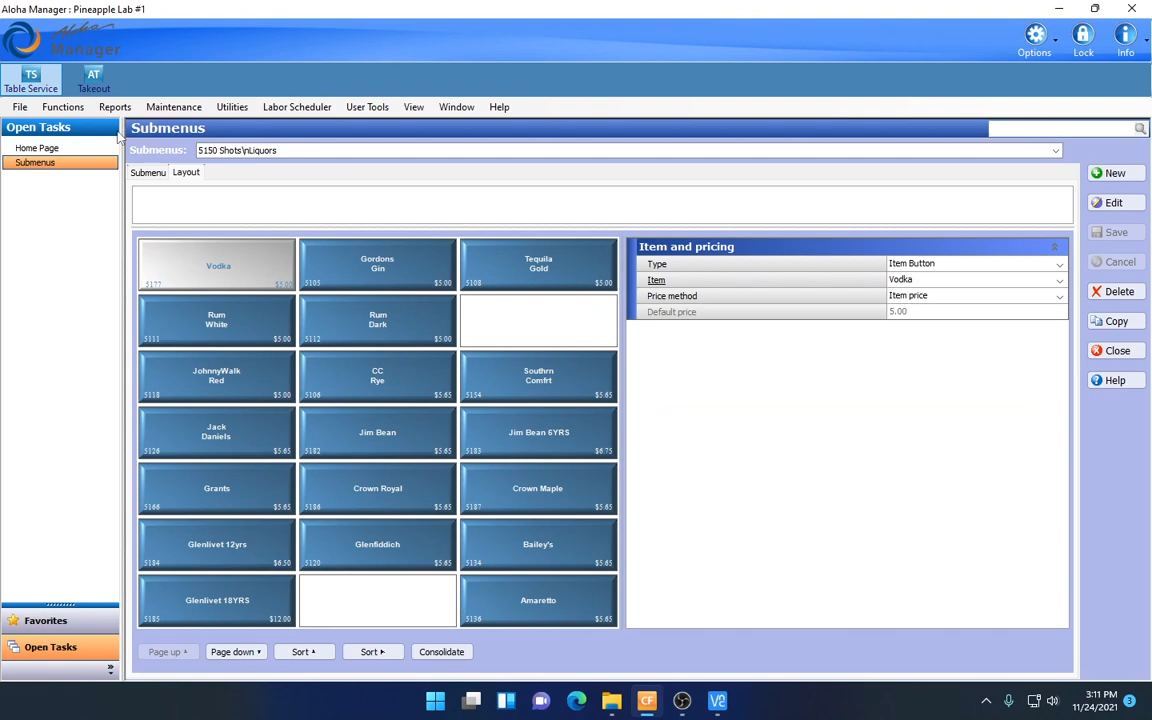 Aloha Manager : Pineapple Lab #1
Aloha
Manager
Options
Lock
Info
TS
Table Service
AT
Takeout
File Functions Reports Maintenance Utilities Labor Scheduler User Tools View Window Help
Open Tasks
Home Page
Submenus
Favorites
Open Tasks
Submenus
Submenus: 5150 Shots\nLiquors
Submenu Layout
Vodka
5177 $5.00
Gordons
Gin
5105 $5.00
Tequila
Gold
5108 $5.00
Rum
White
5111 $5.00
Rum
Dark
5112 $5.00
JohnnyWalk
Red
5118 $5.00
CC
Rye
5106 $5.65
Southrn
Comfrt
5154 $5.65
Jack
Daniels
5126 $5.65
Jim Bean
5182 $5.65
Jim Bean 6YRS
5183 $6.75
Grants
5166 $5.65
Crown Royal
5186 $5.65
Crown Maple
5187 $5.65
Glenlivet 12yrs
5184 $6.50
Glenfiddich
5120 $5.65
Bailey's
5134 $5.65
Glenlivet 18YRS
5185 $12.00
Amaretto
5136 $5.65
Page up Page down Sort Sort Consolidate
Item and pricing
Type Item Button
Item Vodka
Price method Item price
Default price 5.00
New
Edit
Save
Cancel
Delete
Copy
Close
Help
CF
3:11 PM
11/24/2021
3